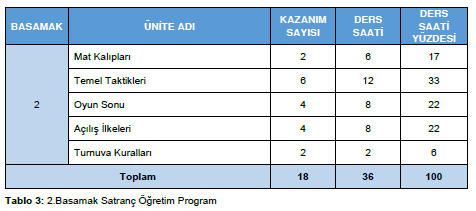 BASAMAK ÜNİTE ADI KAZANIM SAYISI DERS SAATİ DERS SAATİ YÜZDESİ
2
Mat Kalıpları 2 6 17
Temel Taktikleri 6 12 33
Oyun Sonu 4 8 22
Açılış İlkeleri 4 8 22
Turnuva Kuralları 2 2 6
Toplam 18 36 100
Tablo 3: 2.Basamak Satranç Öğretim Program